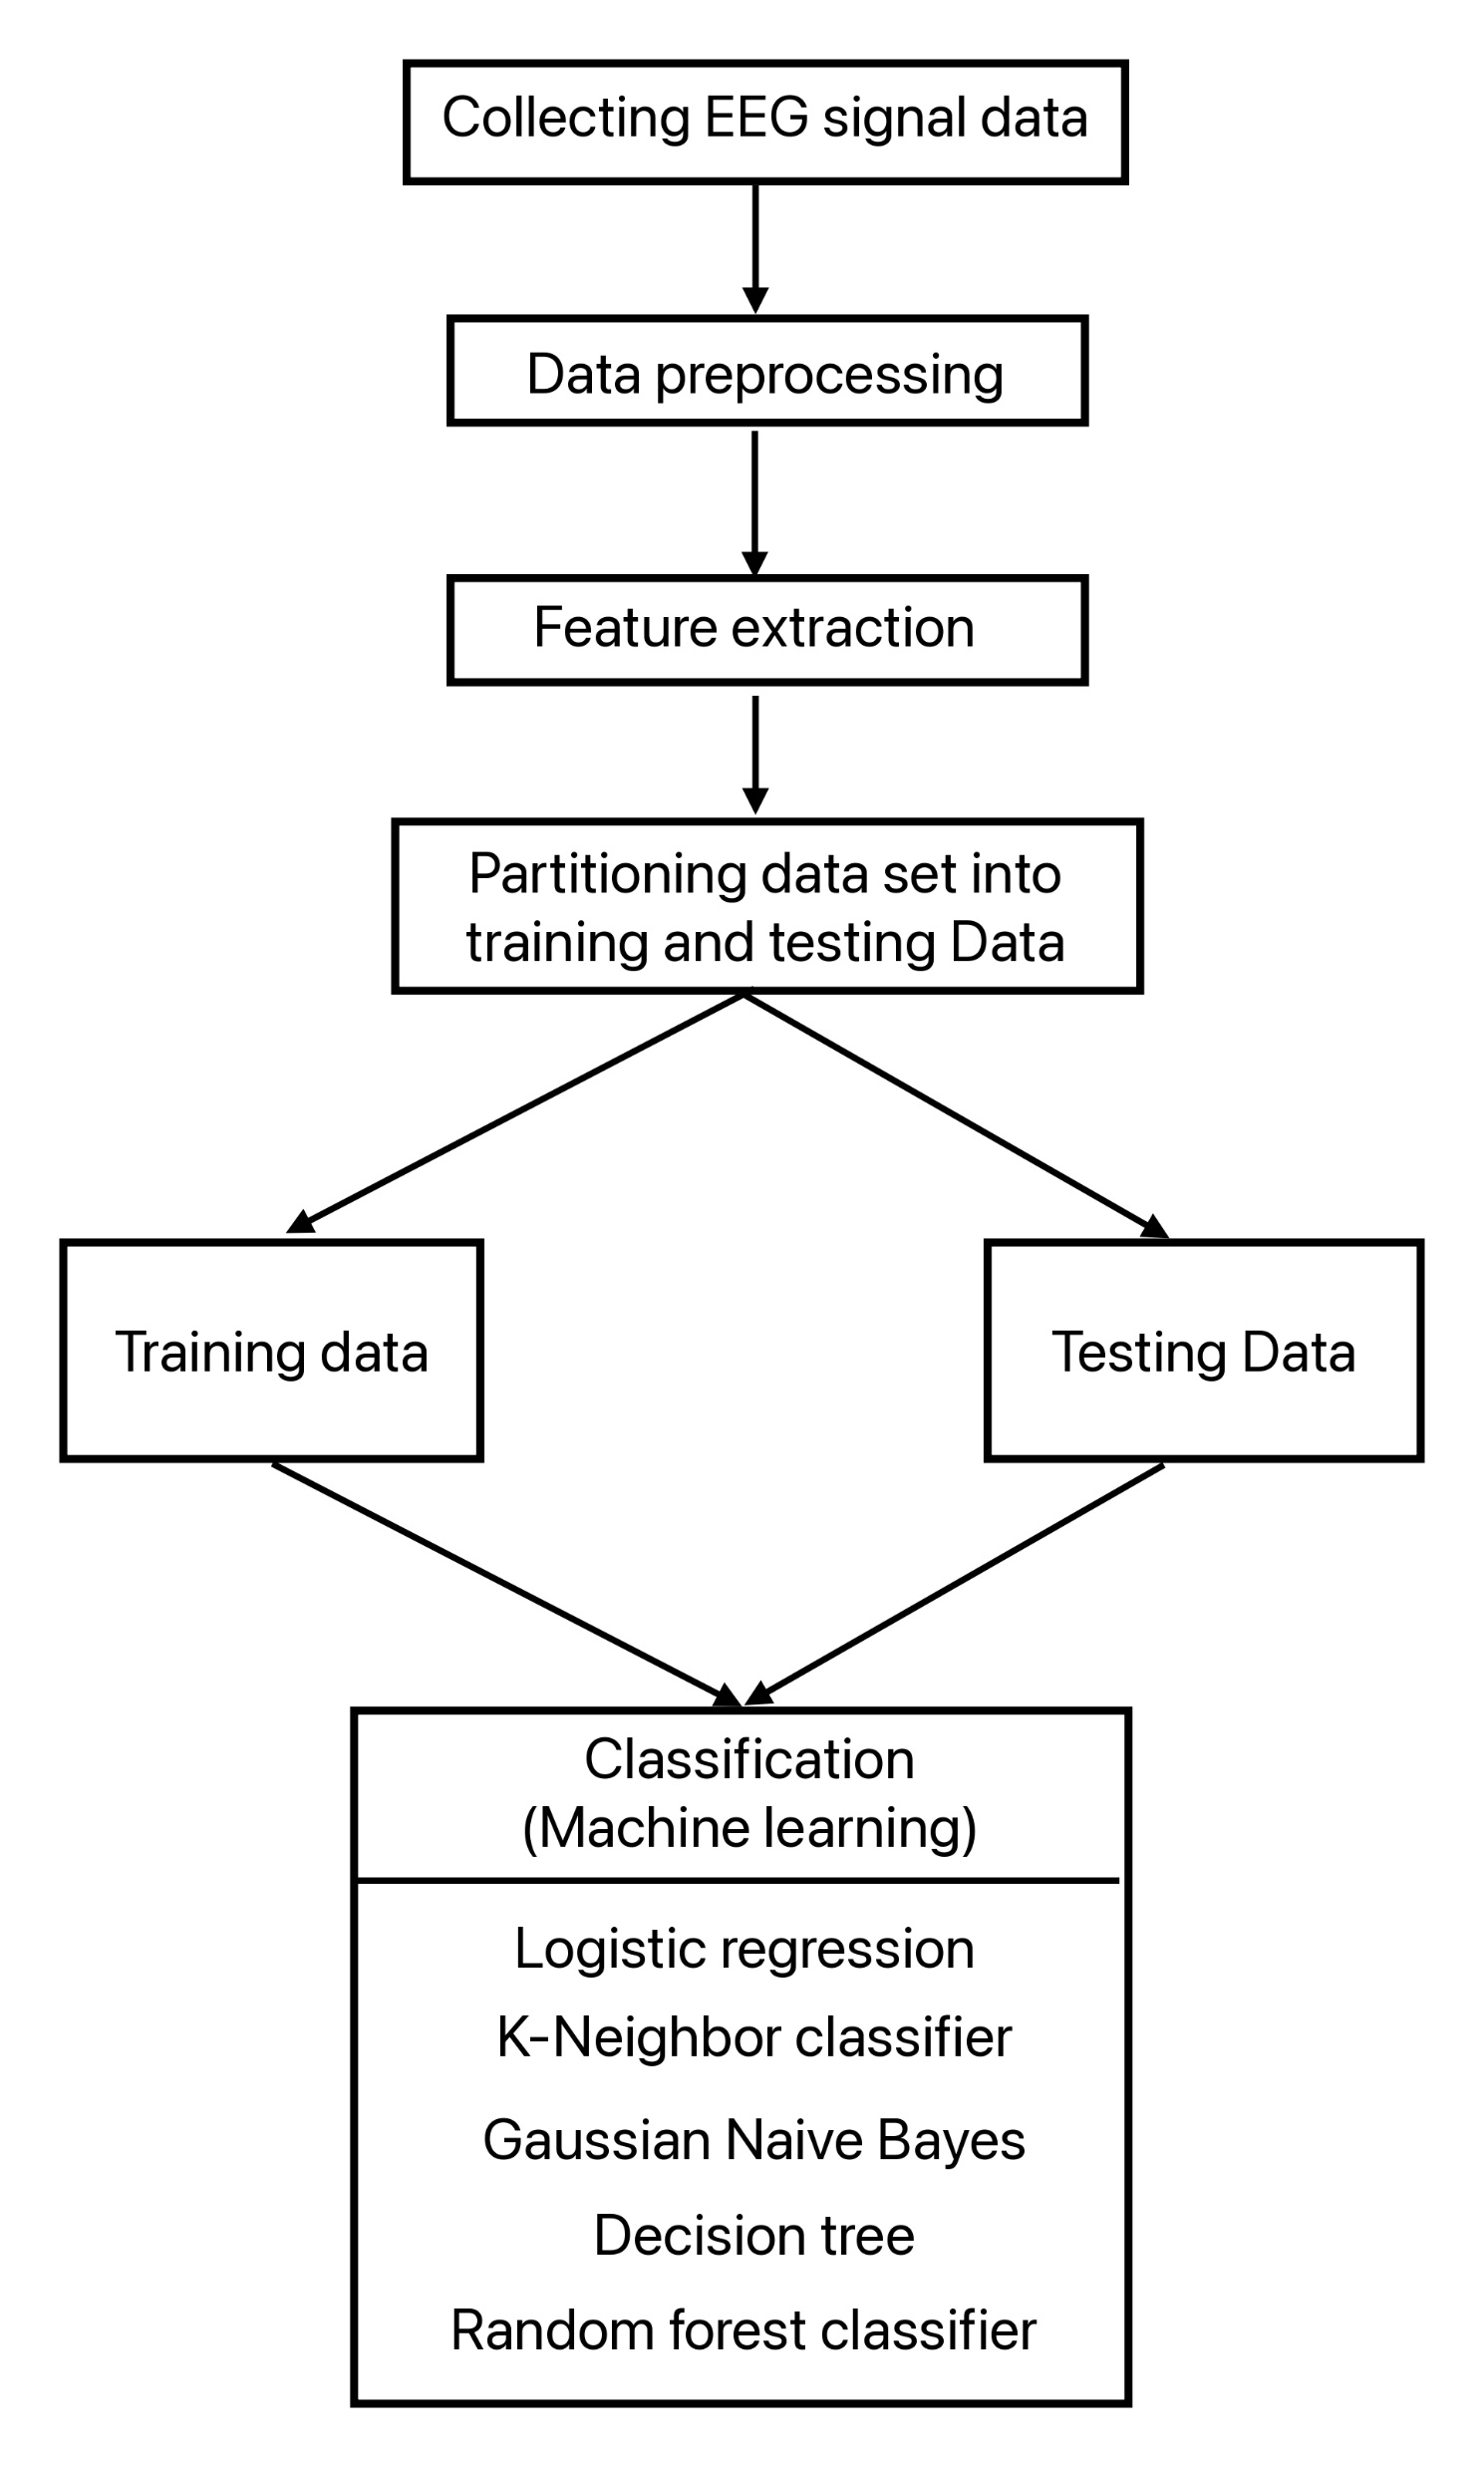 Collecting EEG signal data
Data preprocessing
Feature extraction
Partitioning data set into
training and testing Data
Training data
Testing Data
Classification
(Machine learning)
Logistic regression
K-Neighbor classifier
Gaussian Naive Bayes
Decision tree
Random forest classifier